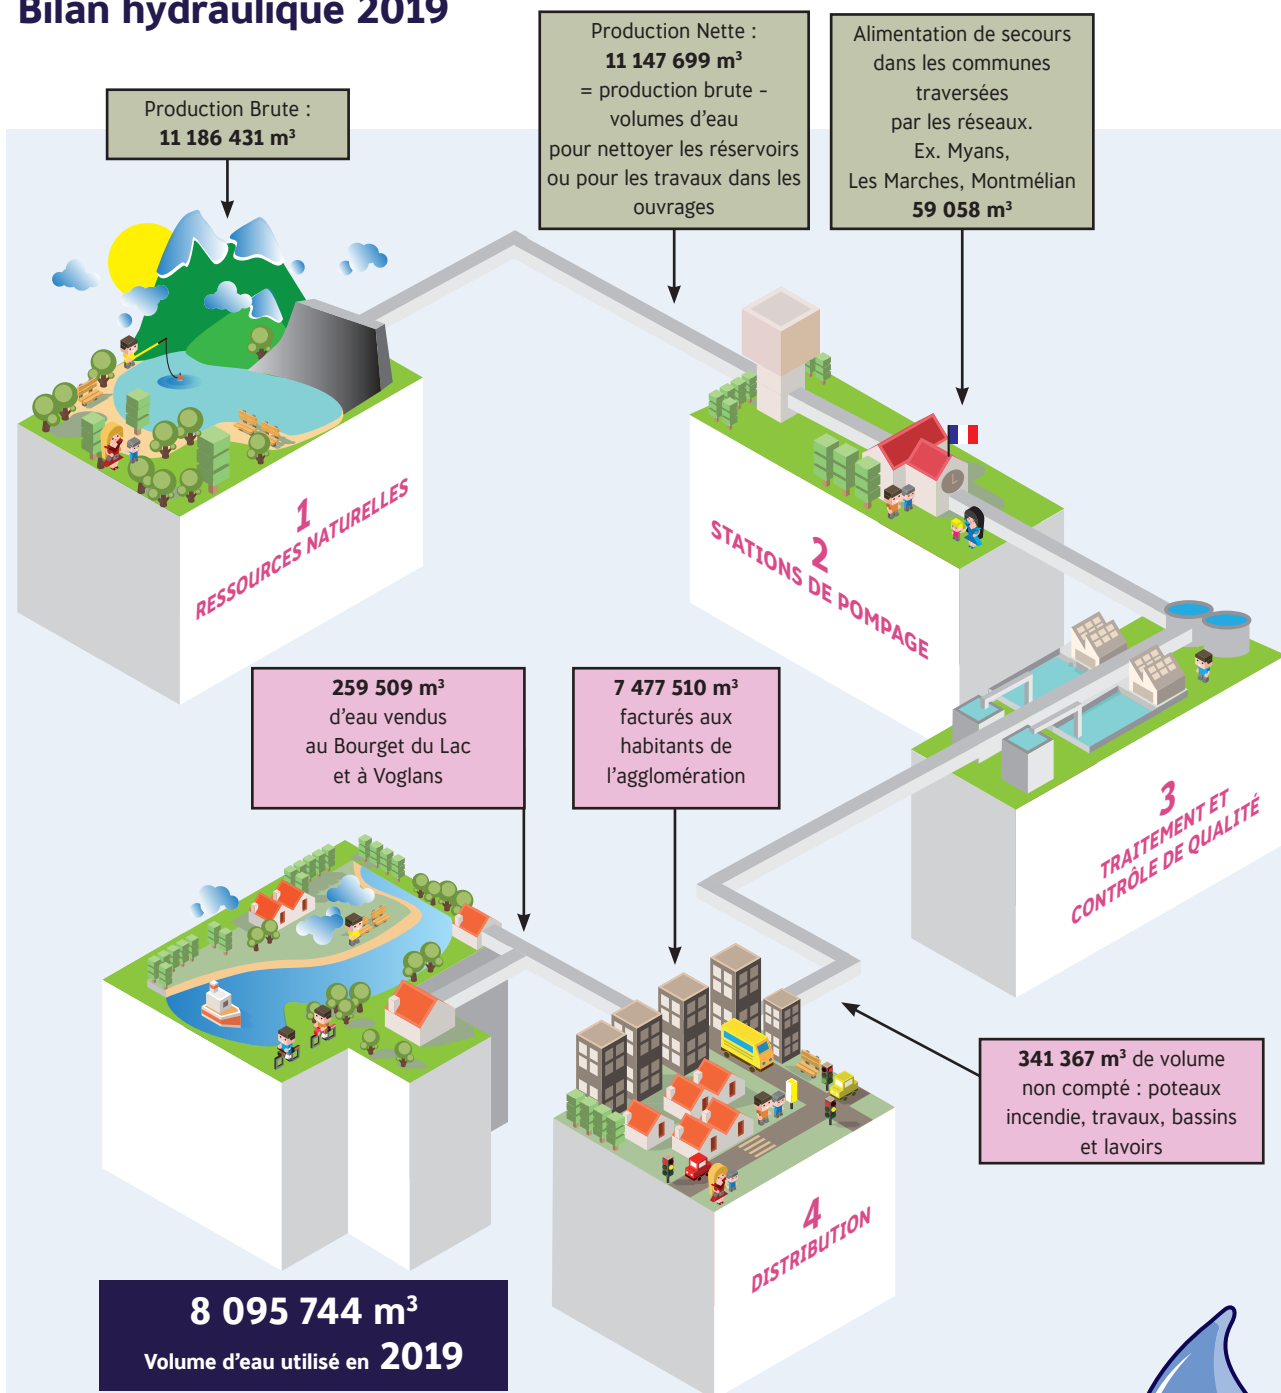 Bilan hydraulique 2019
Production Brute :
11 186 431 m³
Production Nette :
11 147 699 m³
= production brute -
volumes d'eau
pour nettoyer les réservoirs
ou pour les travaux dans les
ouvrages
Alimentation de secours
dans les communes
traversées
par les réseaux.
Ex. Myans,
Les Marches, Montmélian
59 058 m³
1
RESSOURCES NATURELLES
2
STATIONS DE POMPAGE
259 509 m³
d'eau vendus
au Bourget du Lac
et à Voglans
7 477 510 m³
facturés aux
habitants de
l'agglomération
3
TRAITEMENT ET
CONTRÔLE DE QUALITÉ
341 367 m³ de volume
non compté : poteaux
incendie, travaux, bassins
et lavoirs
4
DISTRIBUTION
8 095 744 m³
Volume d'eau utilisé en 2019